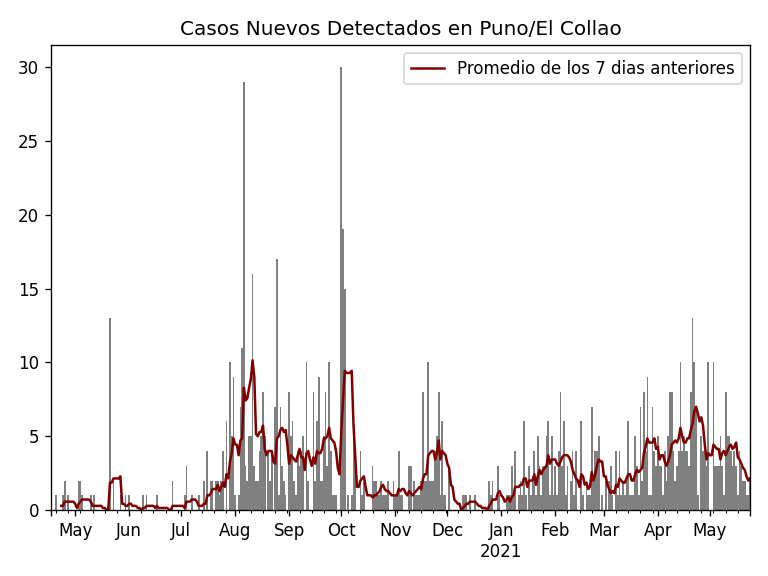 Casos Nuevos Detectados en Puno/El Collao
Promedio de los 7 dias anteriores
30
25
20
15
10
5
0
May Jun Jul Aug Sep Oct Nov Dec Jan Feb Mar Apr May
2021